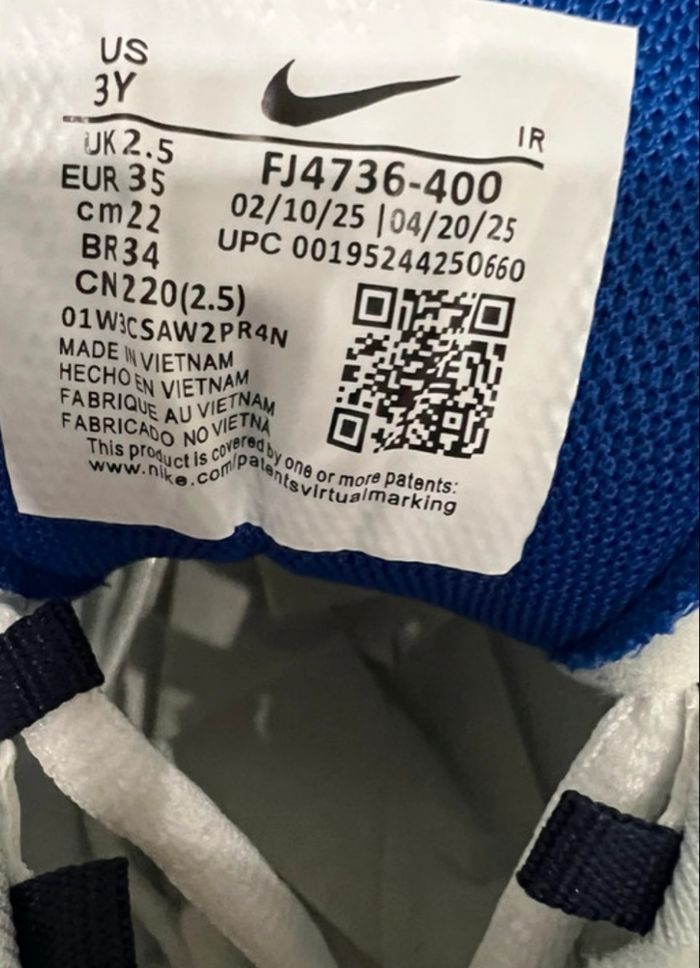 US
3Y
IR
UK 2.5
EUR 35
cm 22
BR 34
CN 220(2.5)
01W3CSAW2PR4N
FJ4736-400
02/10/25 | 04/20/25
UPC 00195244250660
MADE IN VIETNAM
HECHO EN VIETNAM
FABRIQUE AU VIETNAM
FABRICADO NO VIETNA
This product is covered by one or more patents:
www.nike.com/patentsvirtualmarking